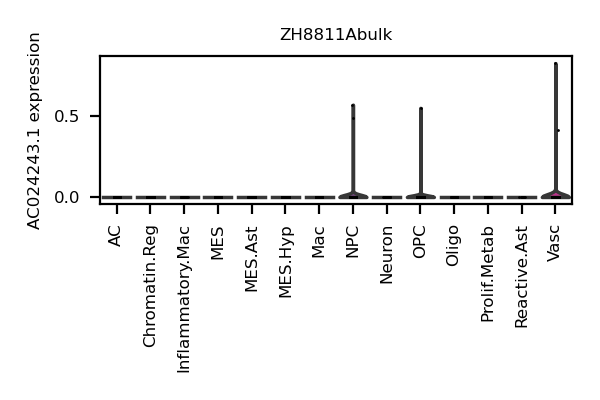 ZH8811Abulk
AC024243.1 expression
0.5
0.0
AC
Chromatin.Reg
Inflammatory.Mac
MES
MES.Ast
MES.Hyp
Mac
NPC
Neuron
OPC
Oligo
Prolif.Metab
Reactive.Ast
Vasc